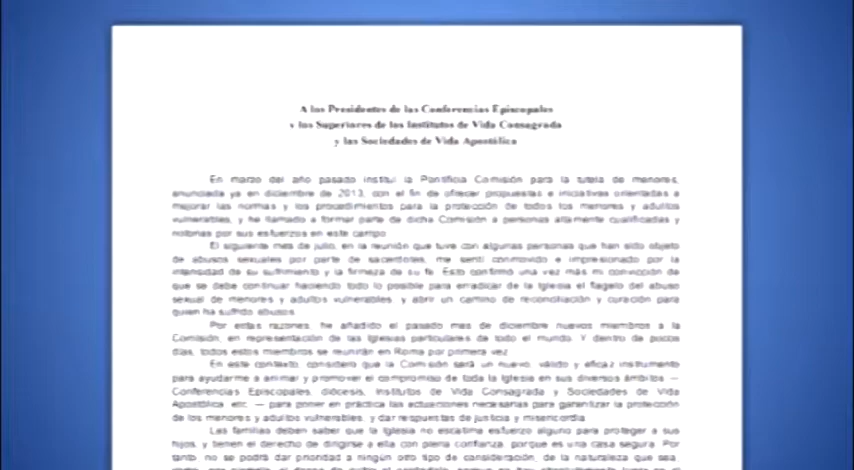 A los Presidentes de las Conferencias Episcopales
y los Superiores de los Institutos de Vida Consagrada
y las Sociedades de Vida Apostólica
En marzo del año pasado instituí la Pontificia Comisión para la tutela de menores,
anunciada ya en diciembre de 2013, con el fin de ofrecer propuestas e iniciativas orientadas a
mejorar las normas y los procedimientos para la protección de todos los menores y adultos
vulnerables, y he llamado a formar parte de dicha Comisión a personas altamente cualificadas y
notorias por sus esfuerzos en este campo.
El siguiente mes de julio, en la reunión que tuve con algunas personas que han sido objeto
de abusos sexuales por parte de sacerdotes, me sentí conmovido e impresionado por la
intensidad de su sufrimiento y la firmeza de su fe. Esto confirmó una vez más mi convicción de
que se debe continuar haciendo todo lo posible para erradicar de la Iglesia el flagelo del abuso
sexual de menores y adultos vulnerables, y abrir un camino de reconciliación y curación para
quien ha sufrido abusos.
Por estas razones, he añadido el pasado mes de diciembre nuevos miembros a la
Comisión, en representación de las Iglesias particulares de todo el mundo. Y dentro de pocos
días, todos estos miembros se reunirán en Roma por primera vez.
En este contexto, considero que la Comisión será un nuevo, válido y eficaz instrumento
para ayudarme a animar y promover el compromiso de toda la Iglesia en sus diversos ámbitos —
Conferencias Episcopales, diócesis, Institutos de Vida Consagrada y Sociedades de Vida
Apostólica, etc. — para poner en práctica las actuaciones necesarias para garantizar la protección
de los menores y adultos vulnerables, y dar respuestas de justicia y misericordia.
Las familias deben saber que la Iglesia no escatima esfuerzo alguno para proteger a sus
hijos, y tienen el derecho de dirigirse a ella con plena confianza, porque es una casa segura. Por
tanto, no se podrá dar prioridad a ningún otro tipo de consideración, de la naturaleza que sea,